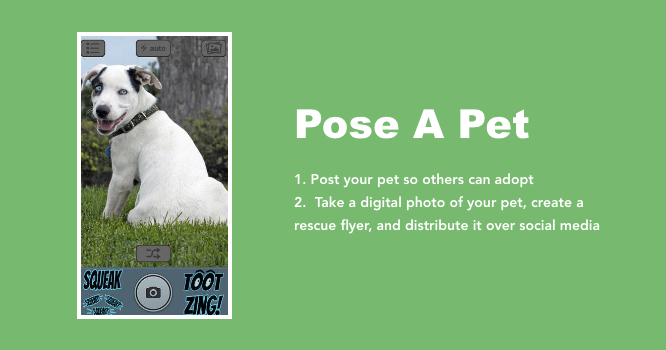 auto
Pose A Pet
1. Post your pet so others can adopt
2. Take a digital photo of your pet, create a
rescue flyer, and distribute it over social media
SQUEAK
TOOT
ZING!